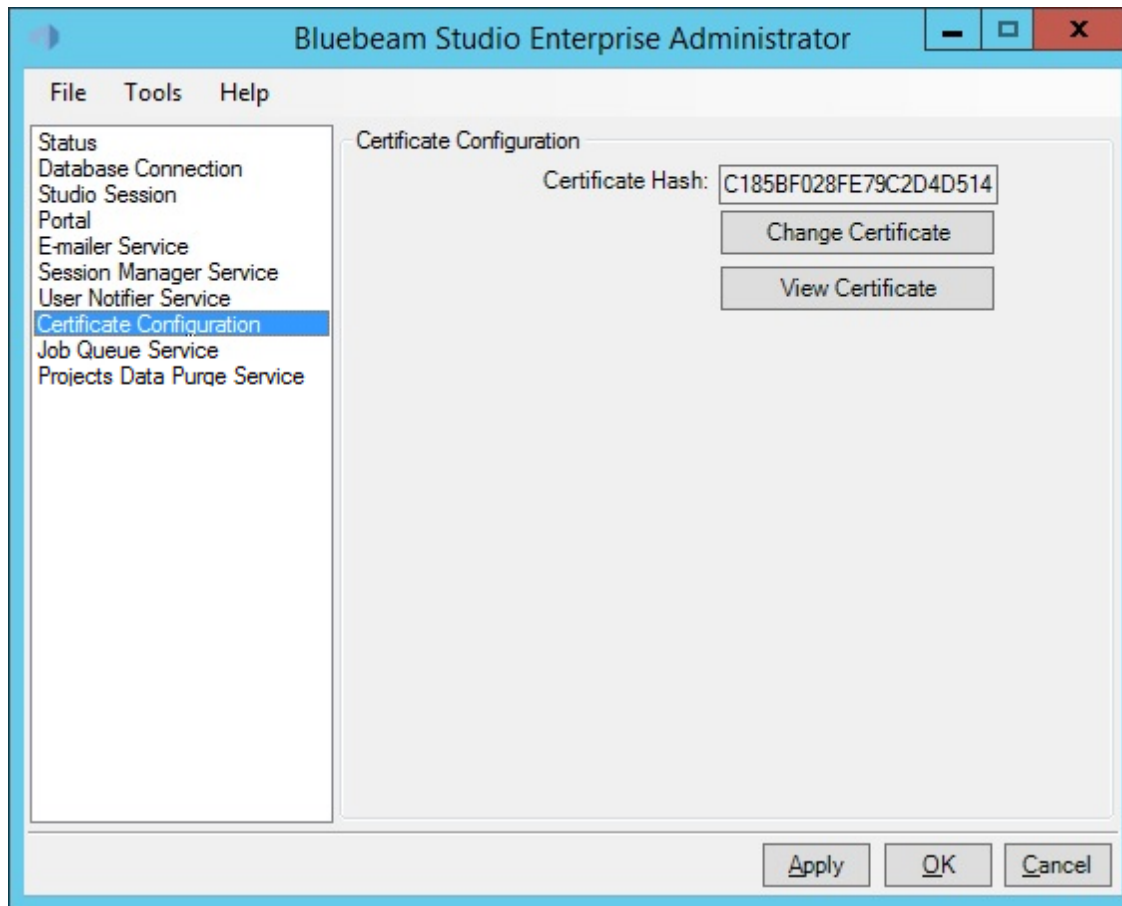 Bluebeam Studio Enterprise Administrator
File Tools Help
Status
Database Connection
Studio Session
Portal
E-mailer Service
Session Manager Service
User Notifier Service
Certificate Configuration
Job Queue Service
Projects Data Purge Service
Certificate Configuration
Certificate Hash: C185BF028FE79C2D4D514
Change Certificate
View Certificate
Apply OK Cancel